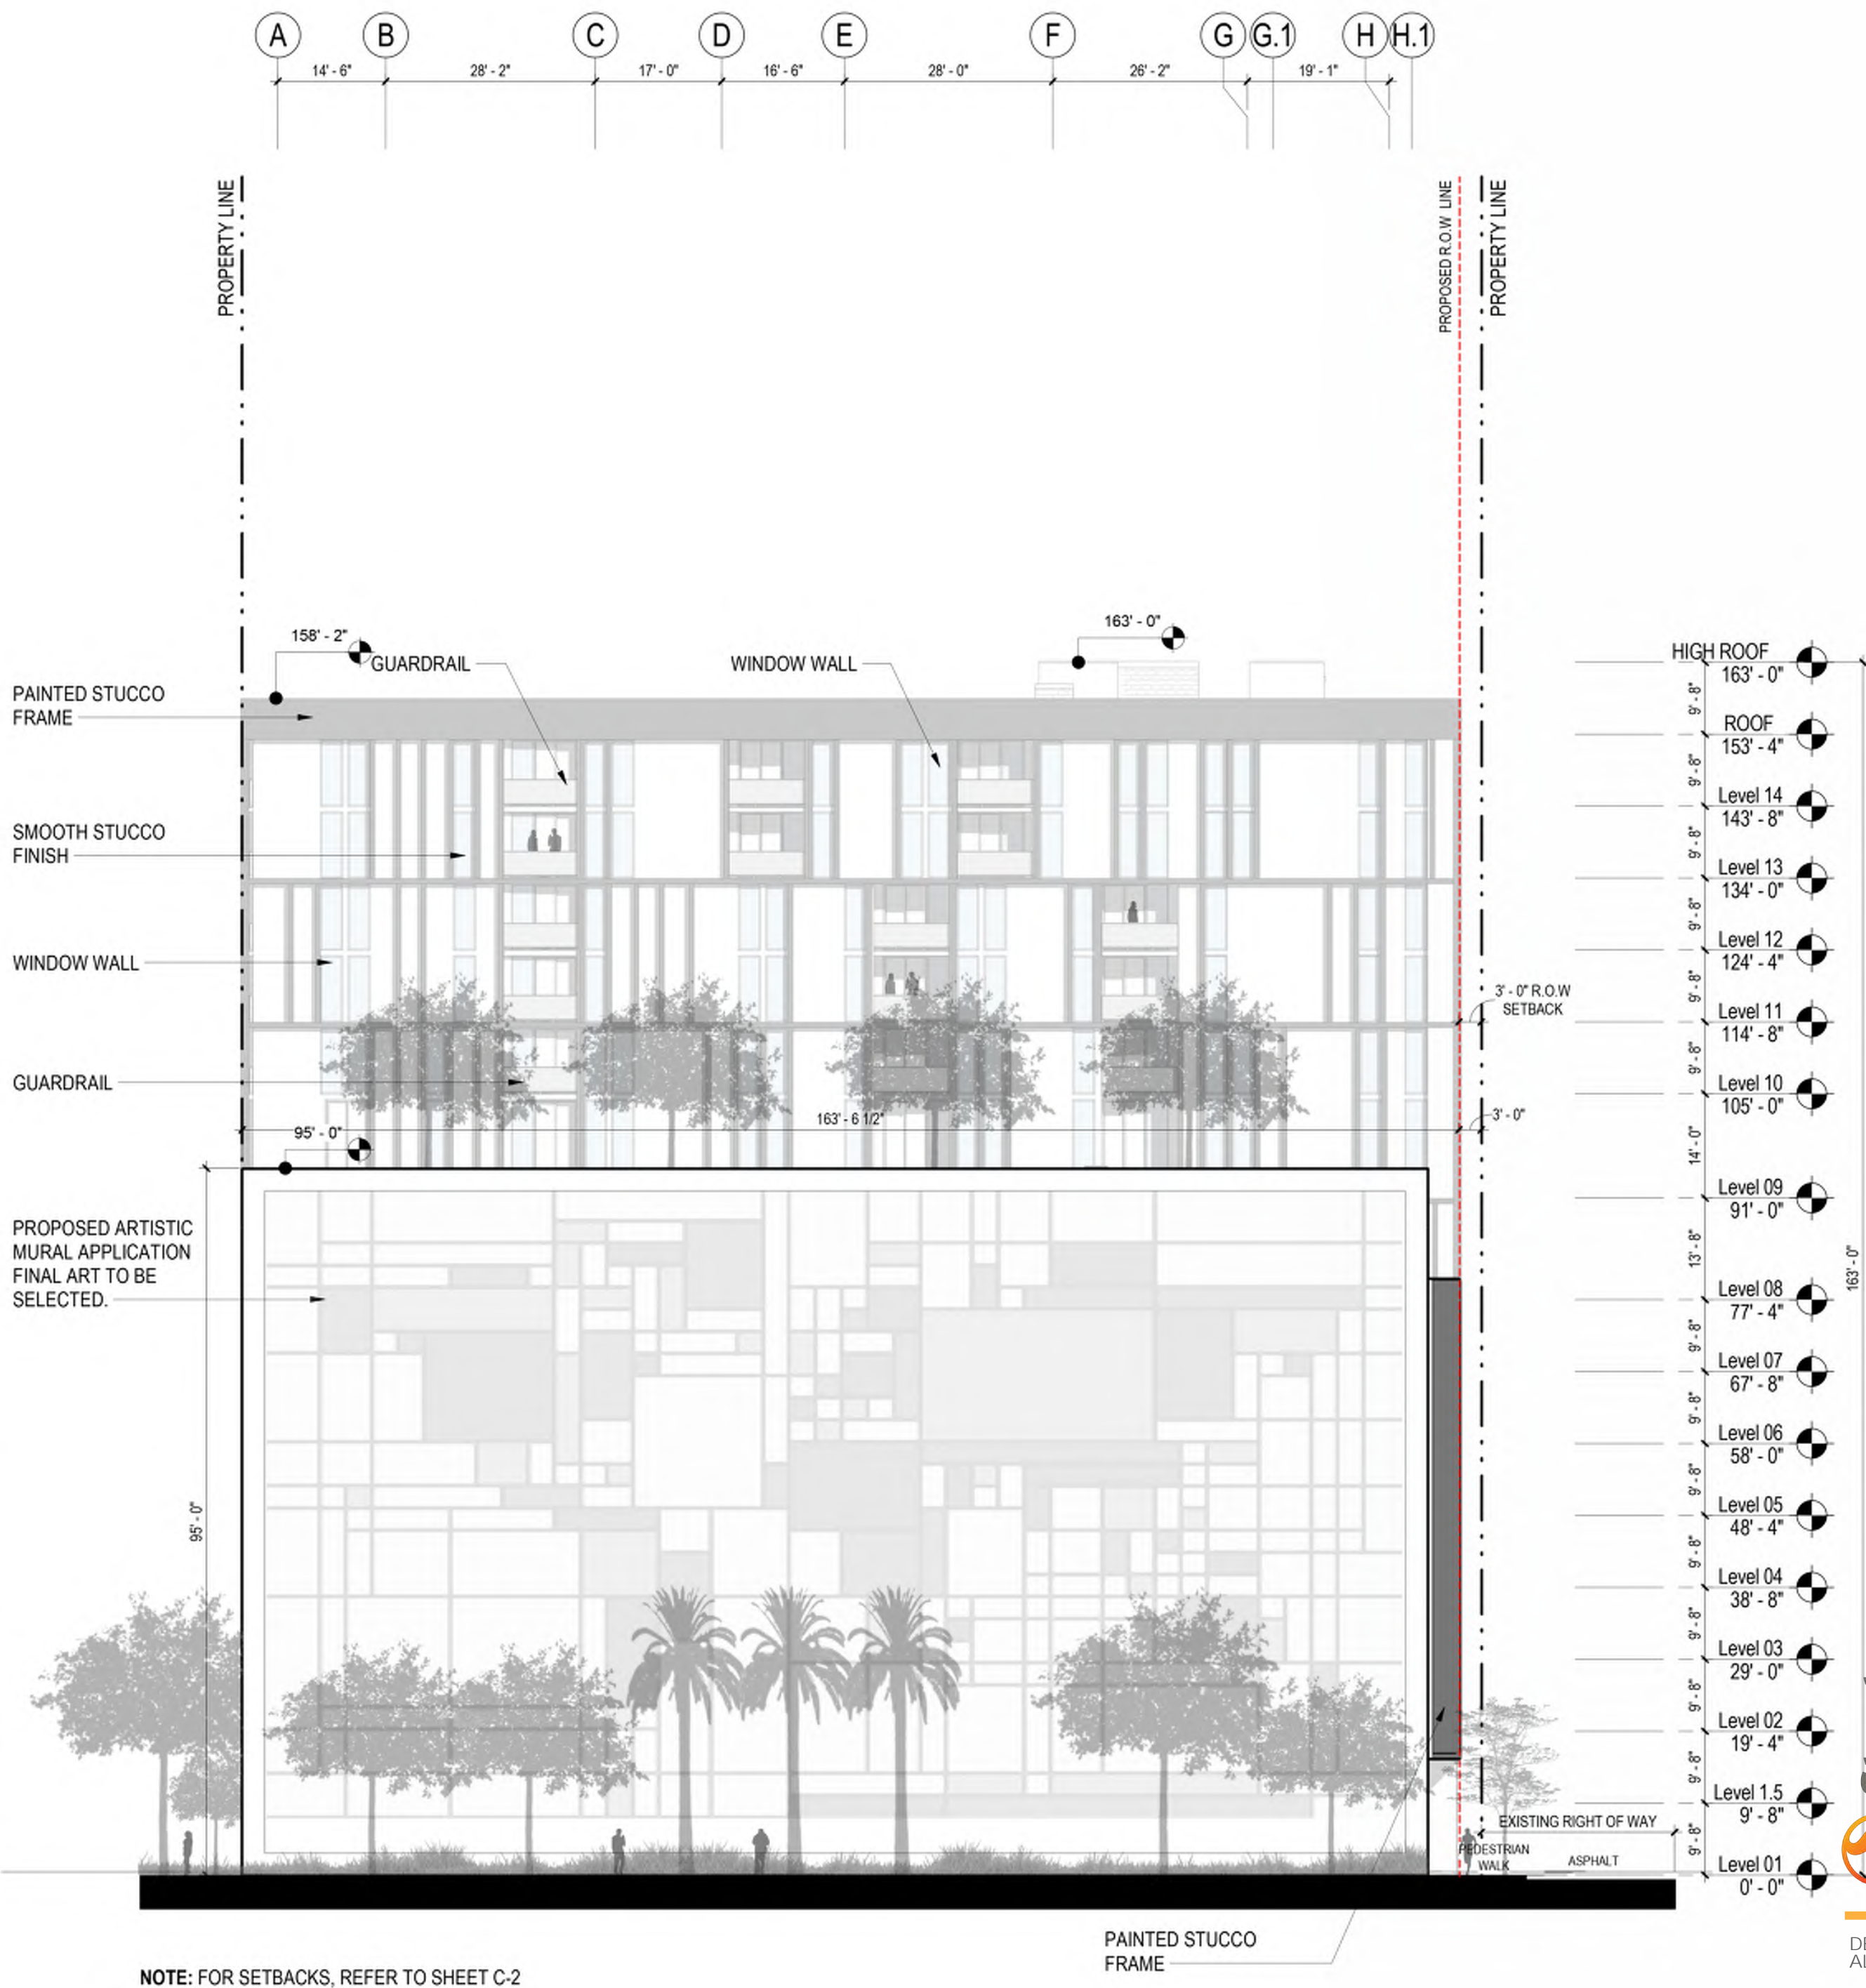 A B C D E F G G.1 H H.1
14' - 6" 28' - 2" 17' - 0" 16' - 6" 28' - 0" 26' - 2" 19' - 1"
PROPERTY LINE
PROPOSED R.O.W LINE
PROPERTY LINE
158' - 2"
163' - 0"
GUARDRAIL
WINDOW WALL
PAINTED STUCCO
FRAME
SMOOTH STUCCO
FINISH
WINDOW WALL
GUARDRAIL
3' - 0" R.O.W
SETBACK
163' - 6 1/2"
3' - 0"
95' - 0"
PROPOSED ARTISTIC
MURAL APPLICATION
FINAL ART TO BE
SELECTED.
95' - 0"
HIGH ROOF
163' - 0"
9' - 8"
ROOF
153' - 4"
9' - 8"
Level 14
143' - 8"
9' - 8"
Level 13
134' - 0"
9' - 8"
Level 12
124' - 4"
9' - 8"
Level 11
114' - 8"
9' - 8"
Level 10
105' - 0"
14' - 0"
Level 09
91' - 0"
13' - 8"
163' - 0"
Level 08
77' - 4"
9' - 8"
Level 07
67' - 8"
9' - 8"
Level 06
58' - 0"
9' - 8"
Level 05
48' - 4"
9' - 8"
Level 04
38' - 8"
9' - 8"
Level 03
29' - 0"
9' - 8"
Level 02
19' - 4"
9' - 8"
Level 1.5
9' - 8"
9' - 8"
Level 01
0' - 0"
EXISTING RIGHT OF WAY
PEDESTRIAN
WALK
ASPHALT
PAINTED STUCCO
FRAME
NOTE: FOR SETBACKS, REFER TO SHEET C-2